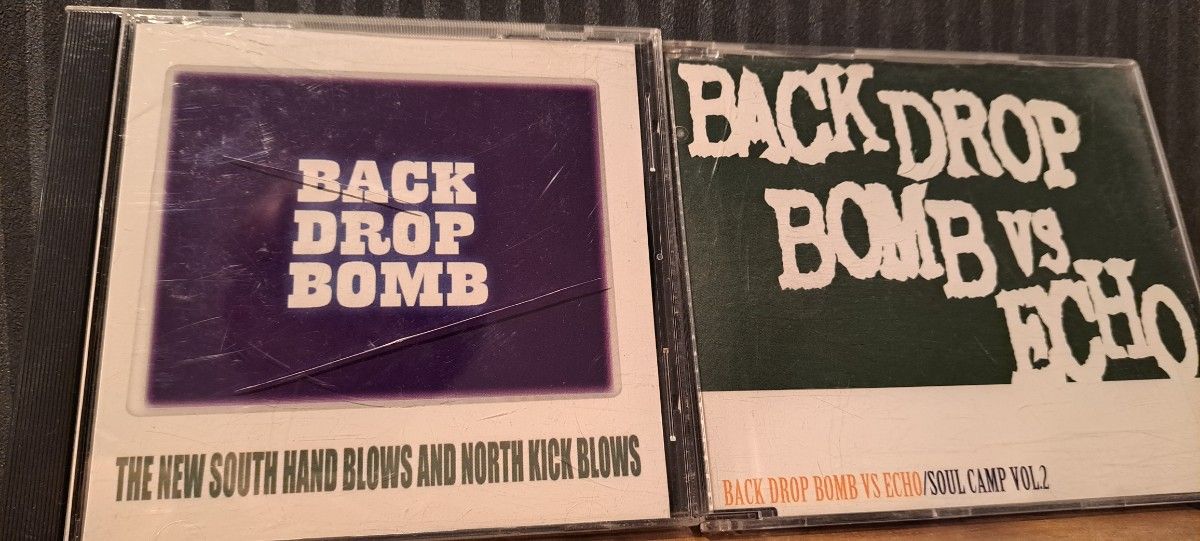 BACK
DROP
BOMB
THE NEW SOUTH HAND BLOWS AND NORTH KICK BLOWS
BACK DROP
BOMB VS
ECHO
BACK DROP BOMB VS ECHO/SOUL CAMP VOL.2